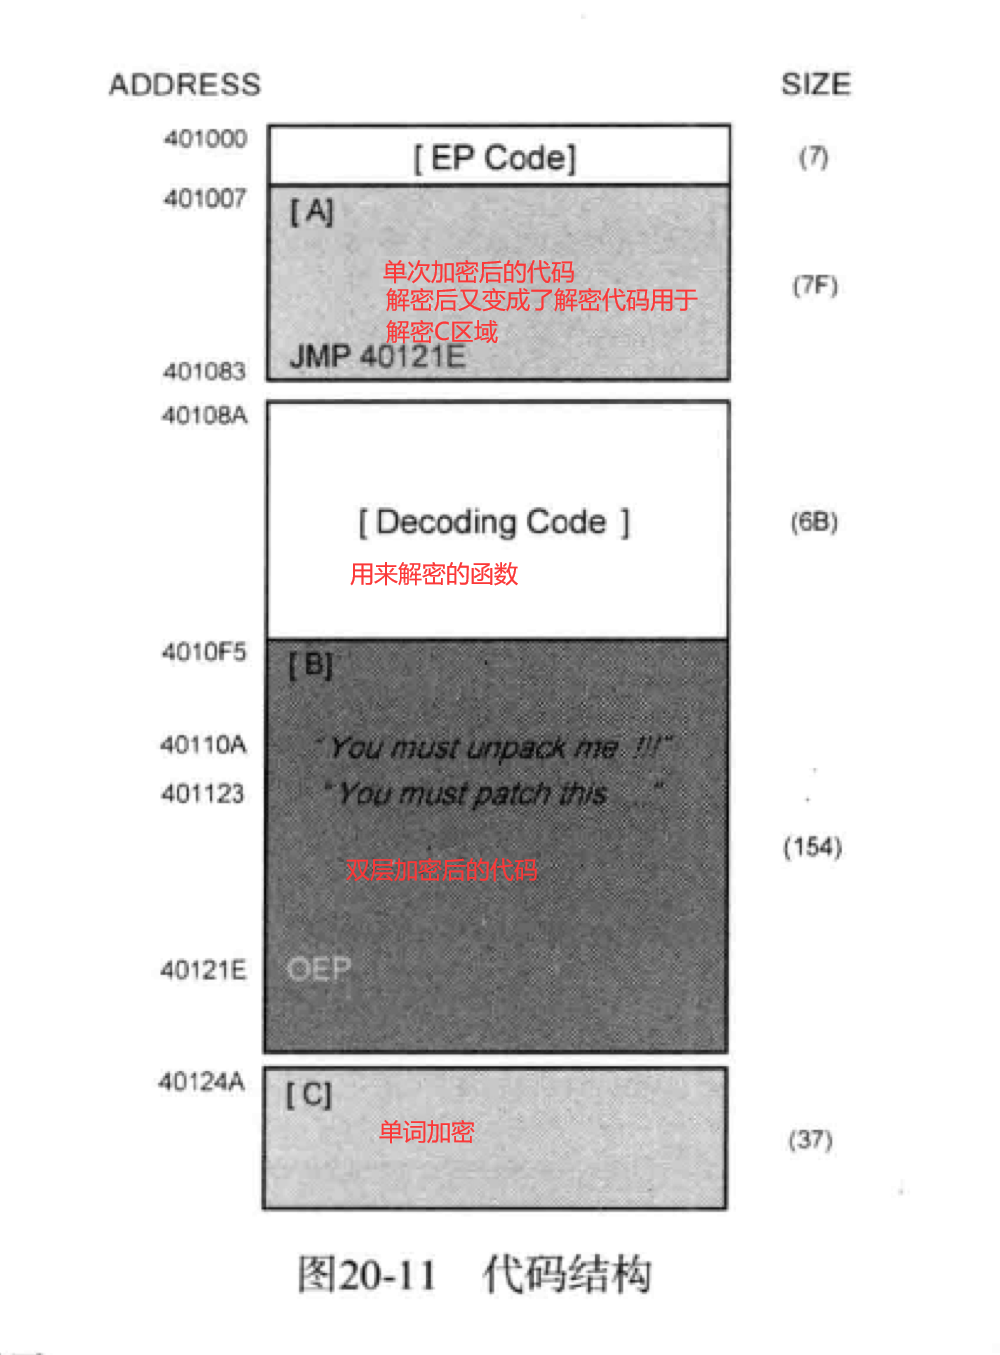 ADDRESS SIZE
401000 [ EP Code] (7)
401007 [ A]
单次加密后的代码
解密后又变成了解密代码用于 (7F)
解密C区域
JMP 40121E
401083
40108A
[ Decoding Code ] (6B)
用来解密的函数
4010F5 [ B]
40110A "You must unpack me !!!"
401123 "You must patch this ...."
(154)
双层加密后的代码
40121E OEP
40124A [ C]
单词加密 (37)
图20-11 代码结构